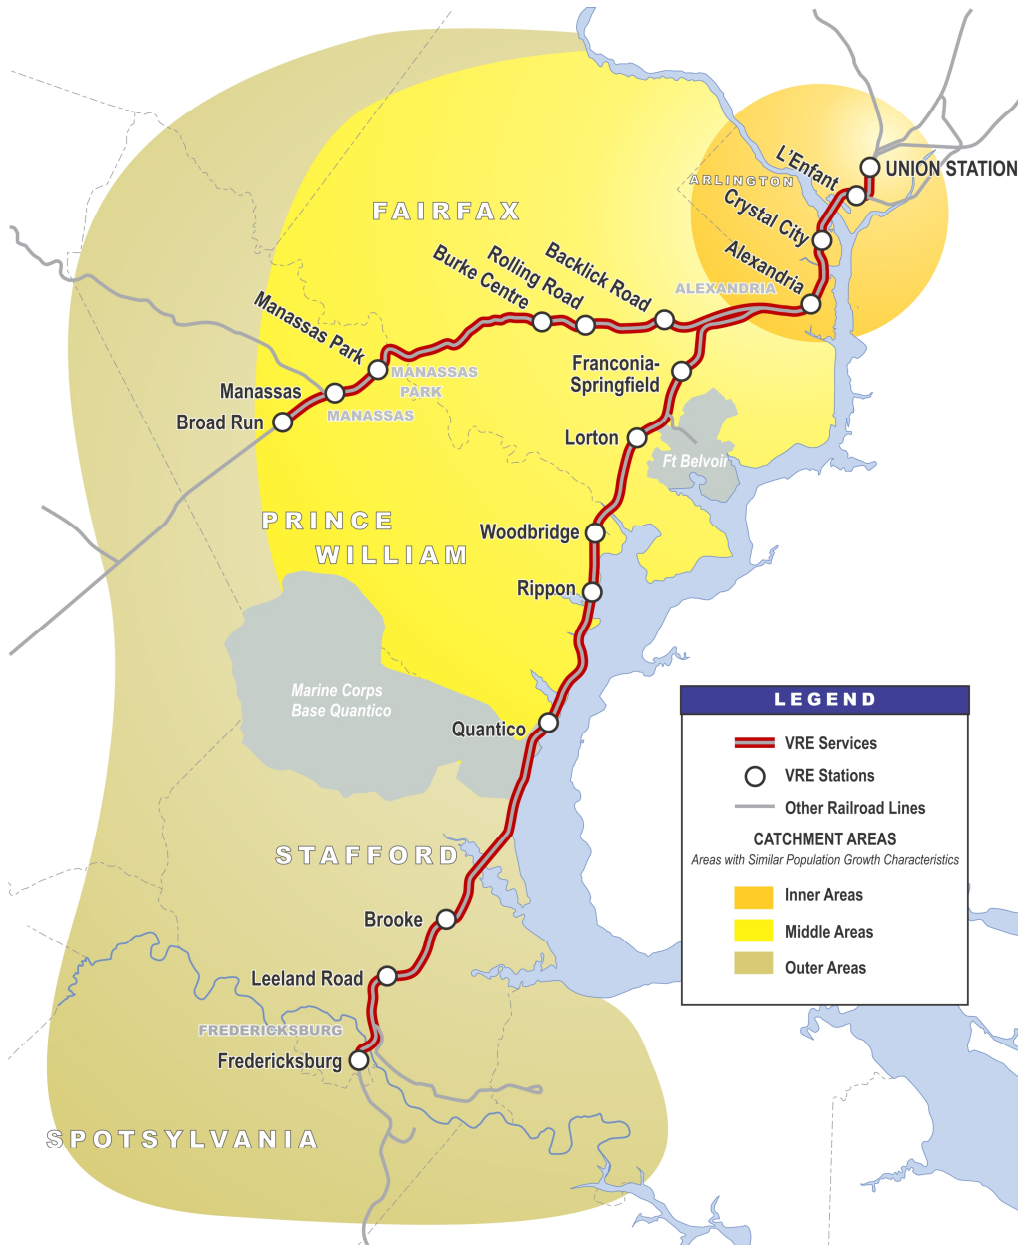 L'Enfant
UNION STATION
ARLINGTON
Crystal City
FAIRFAX
Alexandria
Backlick Road
Rolling Road
Burke Centre
ALEXANDRIA
Manassas Park
Franconia-
Springfield
MANASSAS
PARK
Manassas
MANASSAS
Broad Run
Lorton
Ft Belvoir
PRINCE
WILLIAM
Woodbridge
Rippon
Marine Corps
Base Quantico
Quantico
LEGEND
VRE Services
VRE Stations
Other Railroad Lines
CATCHMENT AREAS
Areas with Similar Population Growth Characteristics
Inner Areas
Middle Areas
Outer Areas
STAFFORD
Brooke
Leeland Road
FREDERICKSBURG
Fredericksburg
SPOTSYLVANIA